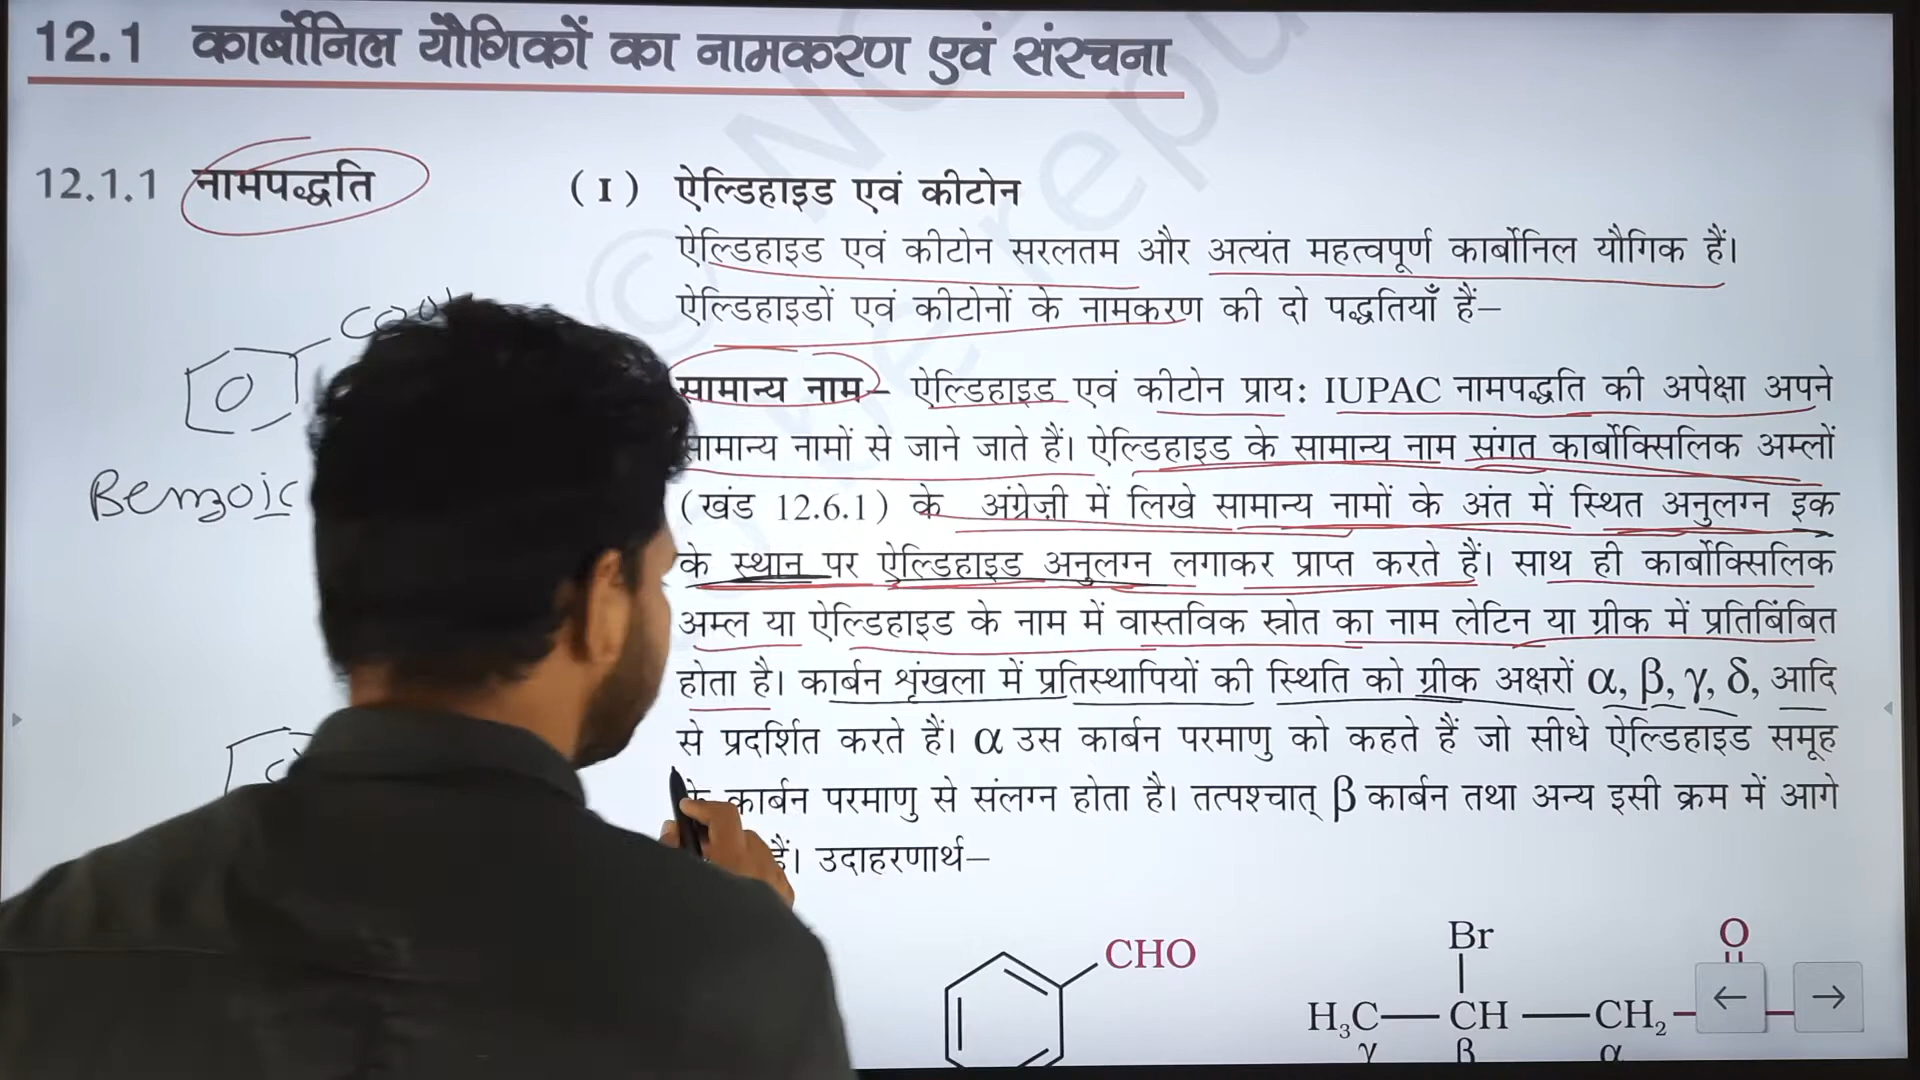 12.1 कार्बोनिल यौगिकों का नामकरण एवं संरचना
12.1.1 नामपद्धति
(I) ऐल्डिहाइड एवं कीटोन
ऐल्डिहाइड एवं कीटोन सरलतम और अत्यंत महत्वपूर्ण कार्बोनिल यौगिक हैं।
ऐल्डिहाइडों एवं कीटोनों के नामकरण की दो पद्धतियाँ हैं–
सामान्य नाम– ऐल्डिहाइड एवं कीटोन प्राय: IUPAC नामपद्धति की अपेक्षा अपने
सामान्य नामों से जाने जाते हैं। ऐल्डिहाइड के सामान्य नाम संगत कार्बोक्सिलिक अम्लों
(खंड 12.6.1) के अंग्रेज़ी में लिखे सामान्य नामों के अंत में स्थित अनुलग्न इक
के स्थान पर ऐल्डिहाइड अनुलग्न लगाकर प्राप्त करते हैं। साथ ही कार्बोक्सिलिक
अम्ल या ऐल्डिहाइड के नाम में वास्तविक स्रोत का नाम लेटिन या ग्रीक में प्रतिबिंबित
होता है। कार्बन शृंखला में प्रतिस्थापियों की स्थिति को ग्रीक अक्षरों α, β, γ, δ, आदि
से प्रदर्शित करते हैं। α उस कार्बन परमाणु को कहते हैं जो सीधे ऐल्डिहाइड समूह
के कार्बन परमाणु से संलग्न होता है। तत्पश्चात् β कार्बन तथा अन्य इसी क्रम में आगे
हैं। उदाहरणार्थ–
Benzoic
CHO
Br
O
H₃C — CH — CH₂
γ β α